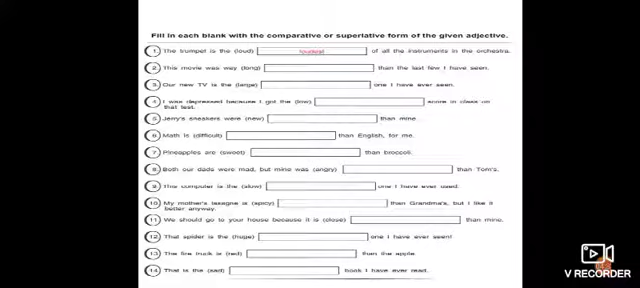 Fill in each blank with the comparative or superlative form of the given adjective.
1 The trumpet is the (loud) loudest of all the instruments in the orchestra.
2 This movie was way (long) than the last few I have seen.
3 Our new TV is the (large) one I have ever seen.
4 I was depressed because I got the (low) score in class on
that test.
5 Jerry's sneakers were (new) than mine.
6 Math is (difficult) than English, for me.
7 Pineapples are (sweet) than broccoli.
8 Both our dads were mad, but mine was (angry) than Tom's.
9 This computer is the (slow) one I have ever used.
10 My mother's lasagne is (spicy) than Grandma's, but I like it
better anyway.
11 We should go to your house because it is (close) than mine.
12 That spider is the (huge) one I have ever seen!
13 The fire truck is (red) than the apple.
14 That is the (sad) book I have ever read.
V RECORDER